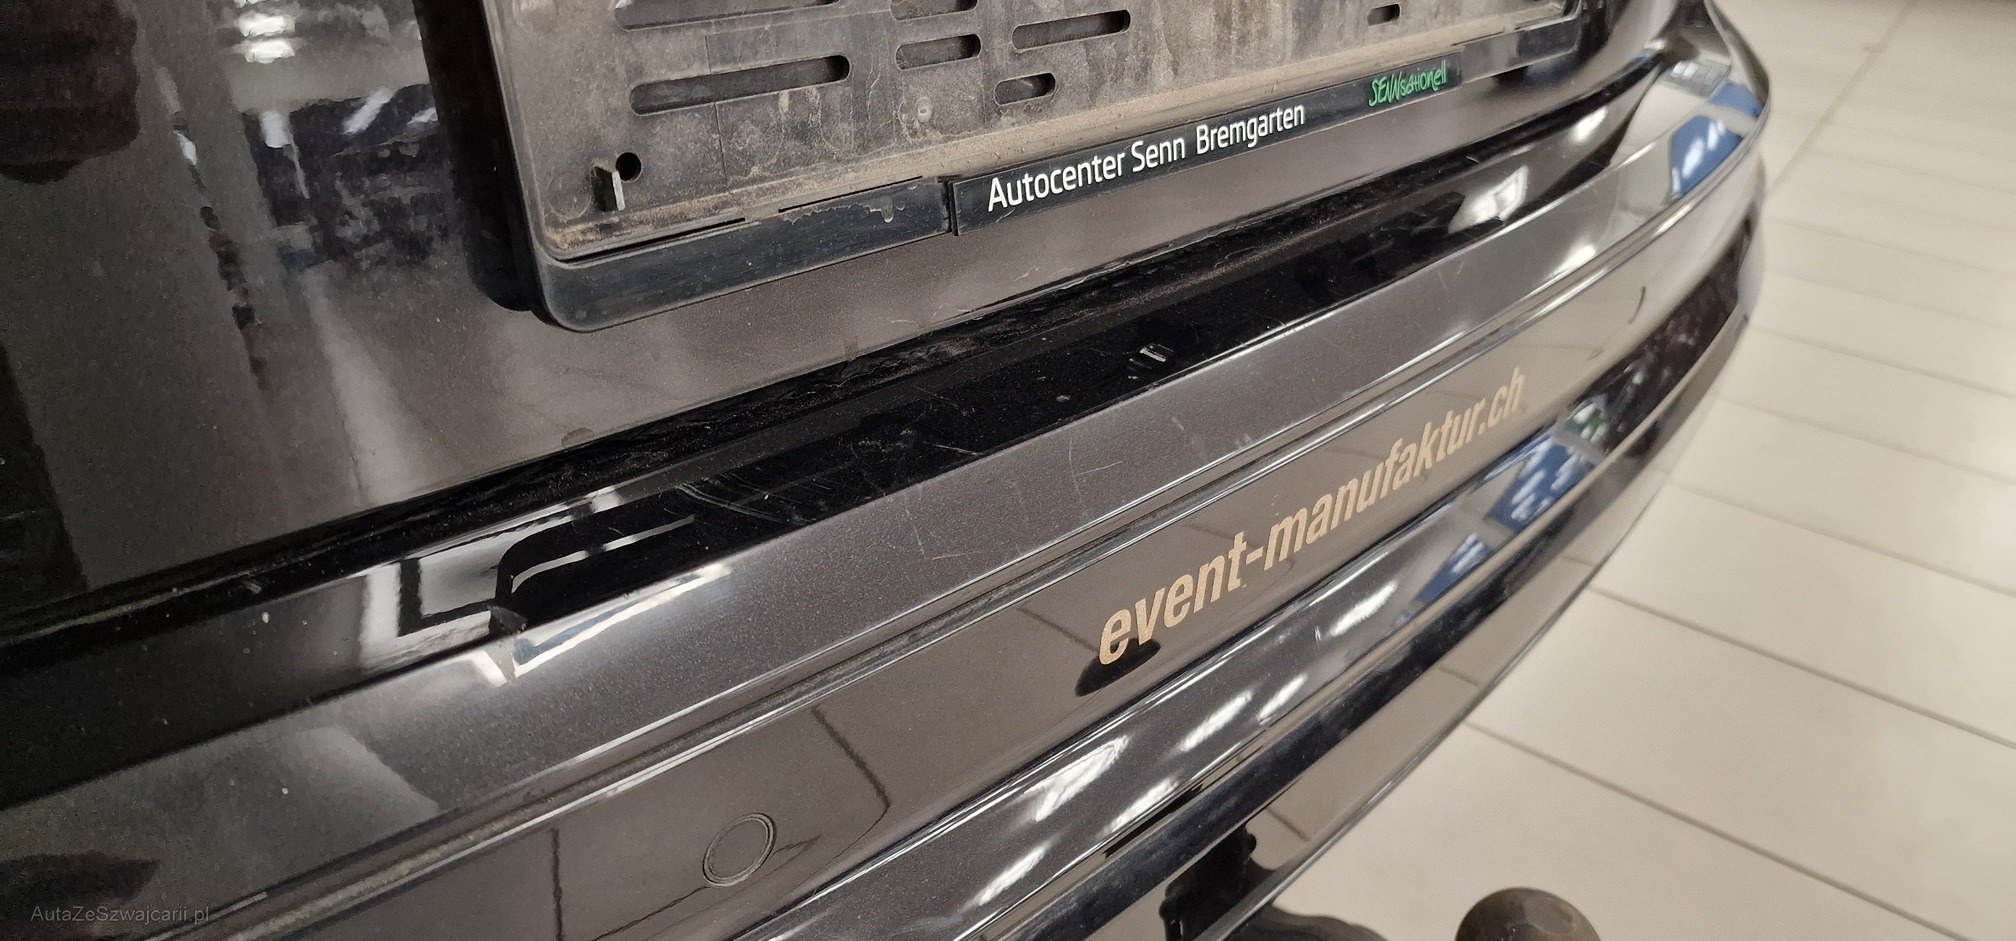 SENNsationell
Autocenter Senn Bremgarten
event-manufaktur.ch
AutaZeSzwajcarii.pl